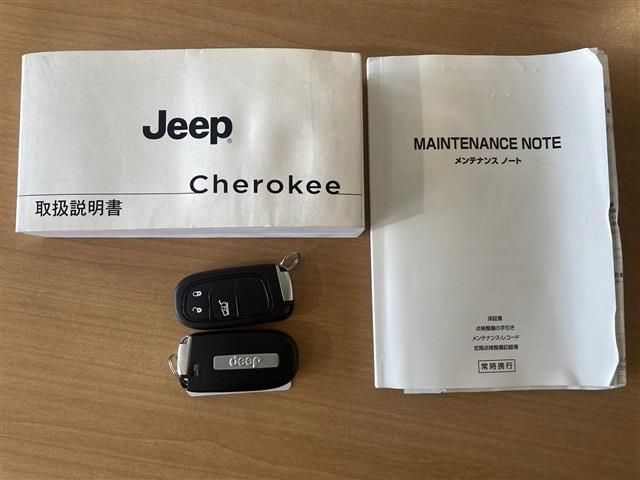 Jeep
Cherokee
取扱説明書
MAINTENANCE NOTE
メンテナンス ノート
保証書
点検整備の手引き
メンテナンス・レコード
定期点検整備記録簿
常時携行
Jeep